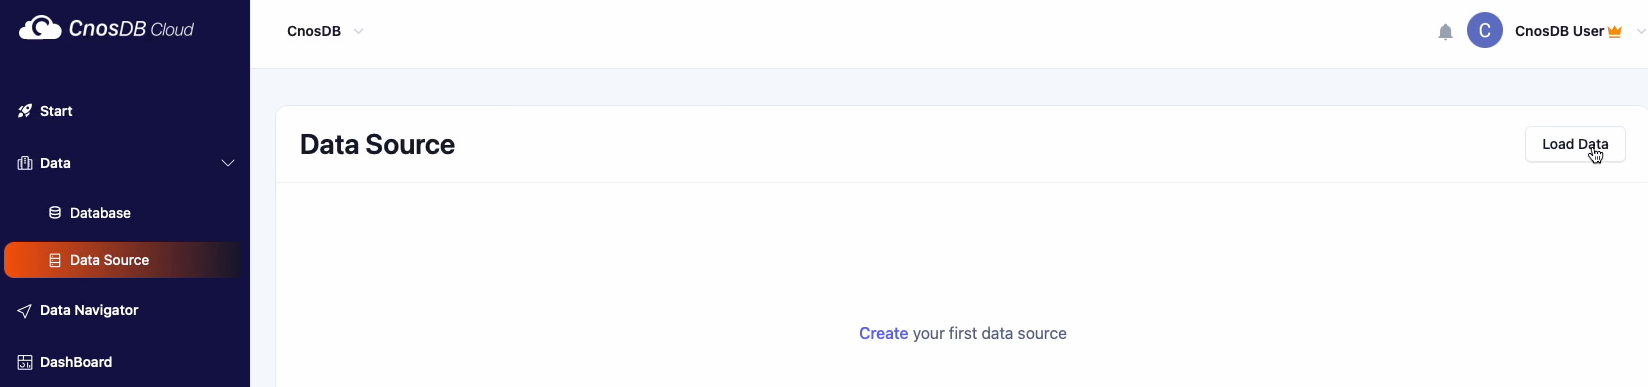 CnosDB Cloud
CnosDB
C
CnosDB User
Start
Data
Database
Data Source
Data Navigator
DashBoard
Data Source
Load Data
Create your first data source